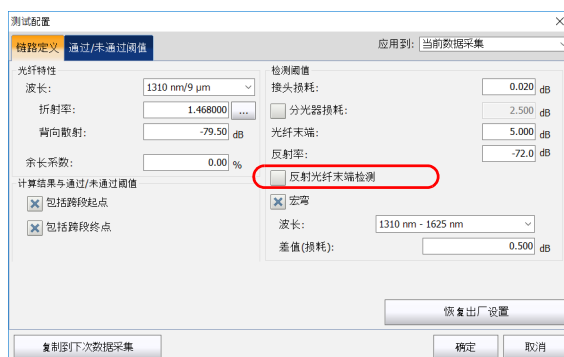 测试配置
链路定义 通过/未通过阈值 应用到: 当前数据采集
光纤特性
波长: 1310 nm/9 μm
折射率: 1.468000 ...
背向散射: -79.50 dB
余长系数: 0.00 %
计算结果与通过/未通过阈值
包括跨段起点
包括跨段终点
检测阈值
接头损耗: 0.020 dB
分光器损耗: 2.500 dB
光纤末端: 5.000 dB
反射率: -72.0 dB
反射光纤末端检测
宏弯
波长: 1310 nm - 1625 nm
差值(损耗): 0.500 dB
恢复出厂设置
复制到下次数据采集 确定 取消